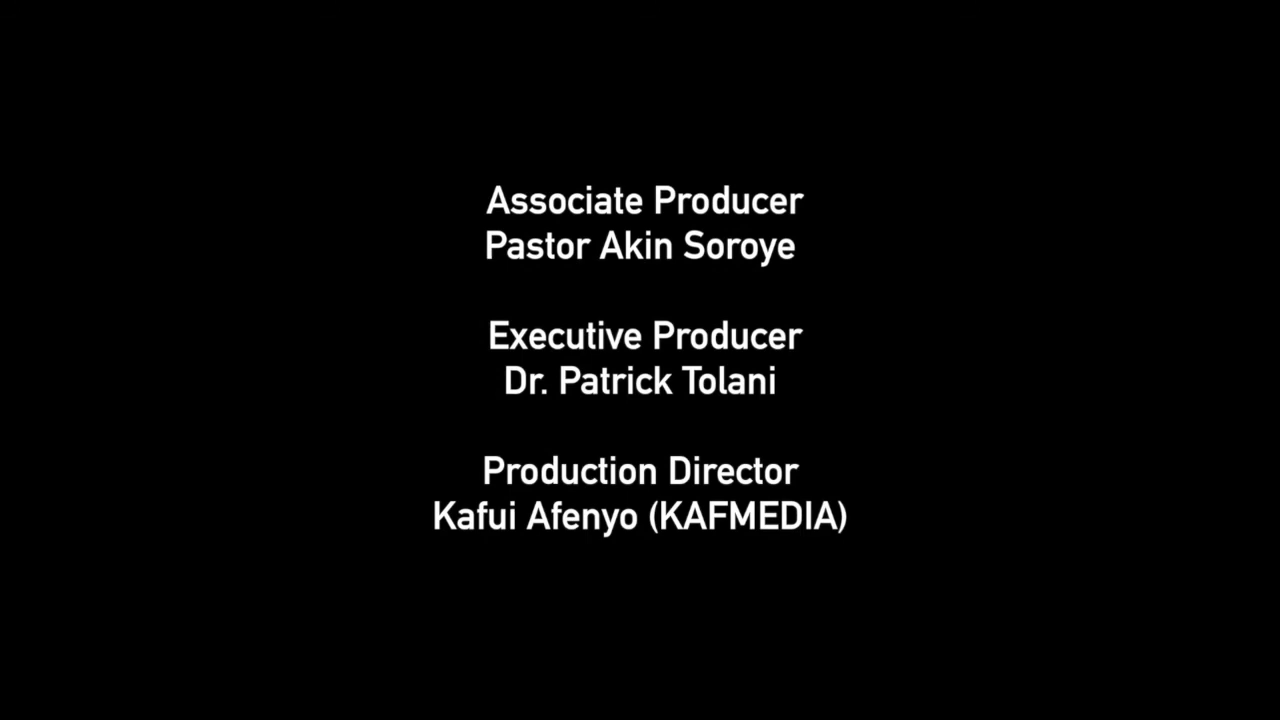 Associate Producer
Pastor Akin Soroye
Executive Producer
Dr. Patrick Tolani
Production Director
Kafui Afenyo (KAFMEDIA)